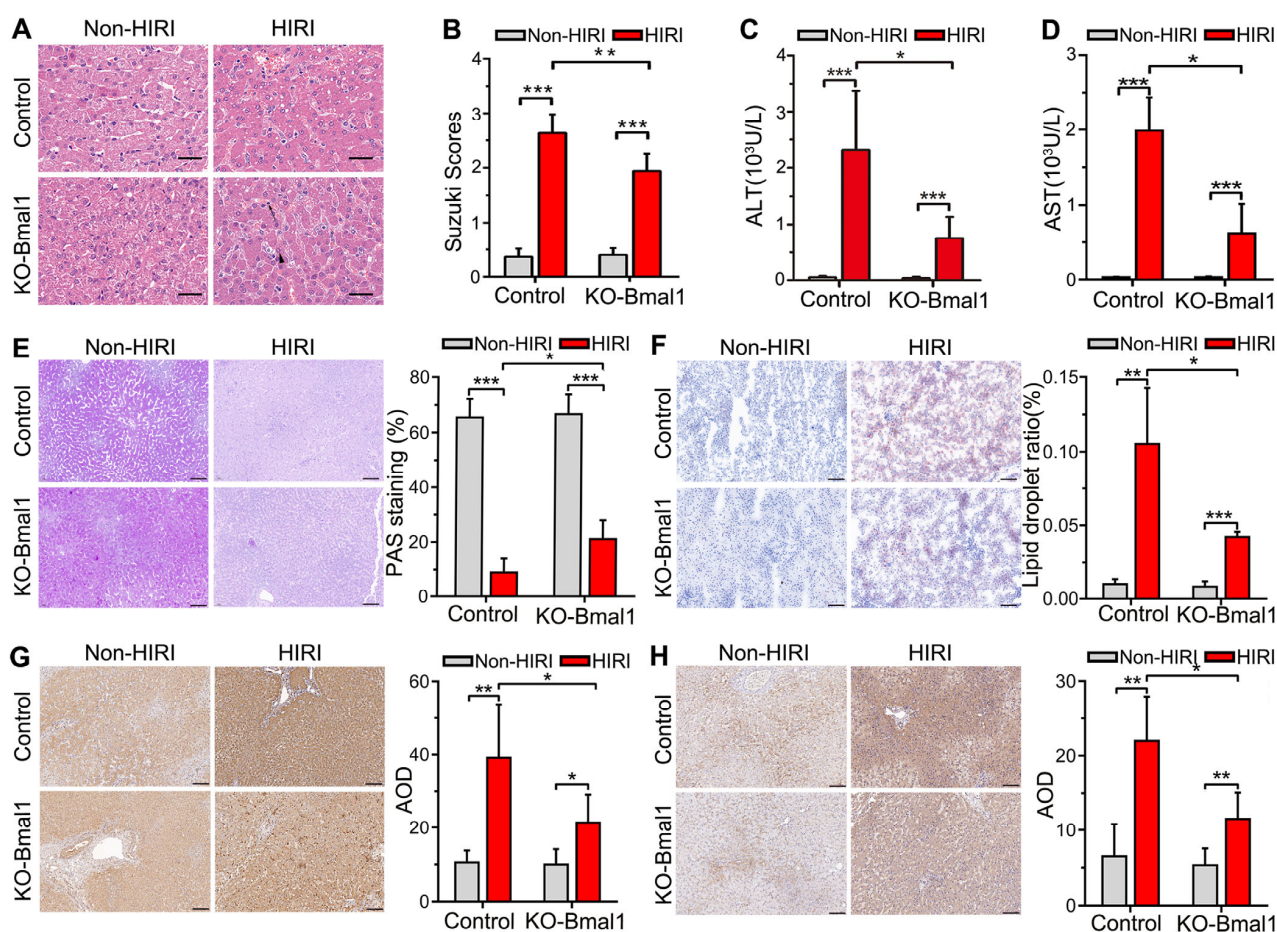 A
Non-HIRI HIRI
Control
KO-Bmal1
B
Non-HIRI HIRI
Suzuki Scores
5
4
3
2
1
0
**
***
***
Control KO-Bmal1
C
Non-HIRI HIRI
ALT(10³U/L)
4
3
2
1
0
*
***
***
Control KO-Bmal1
D
Non-HIRI HIRI
AST(10³U/L)
3
2
1
0
*
***
***
Control KO-Bmal1
E
Non-HIRI HIRI
Control
KO-Bmal1
Non-HIRI HIRI
PAS staining (%)
80
60
40
20
0
*
***
***
Control KO-Bmal1
F
Non-HIRI HIRI
Control
KO-Bmal1
Non-HIRI HIRI
Lipid droplet ratio(%)
0.15
0.10
0.05
0.00
*
**
***
Control KO-Bmal1
G
Non-HIRI HIRI
Control
KO-Bmal1
Non-HIRI HIRI
AOD
60
40
20
0
*
**
*
Control KO-Bmal1
H
Non-HIRI HIRI
Control
KO-Bmal1
Non-HIRI HIRI
AOD
30
20
10
5
0
*
**
**
Control KO-Bmal1